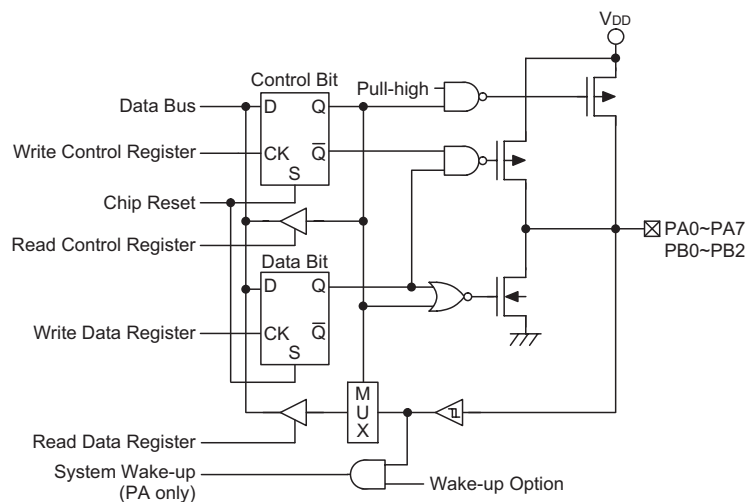 VDD
Control Bit
Pull-high
Data Bus
D
Q
Write Control Register
CK
Q
S
Chip Reset
PA0~PA7
PB0~PB2
Read Control Register
Data Bit
D
Q
Write Data Register
CK
Q
S
M
U
X
Read Data Register
System Wake-up
(PA only)
Wake-up Option